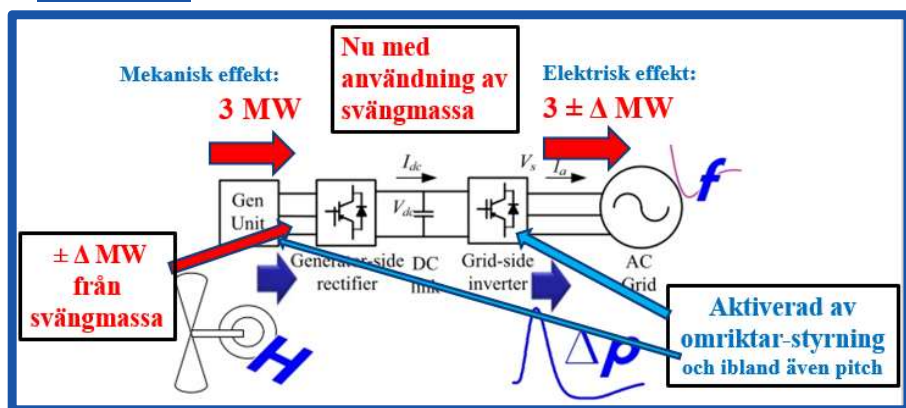 Nu med
användning av
svängmassa
Mekanisk effekt:
3 MW
Elektrisk effekt:
3 ± Δ MW
I_dc
V_s
I_a
f
Gen
Unit
V_dc
± Δ MW
från
svängmassa
Generator-side
rectifier
DC
link
Grid-side
inverter
AC
Grid
H
Δp
Aktiverad av
omriktar-styrning
och ibland även pitch